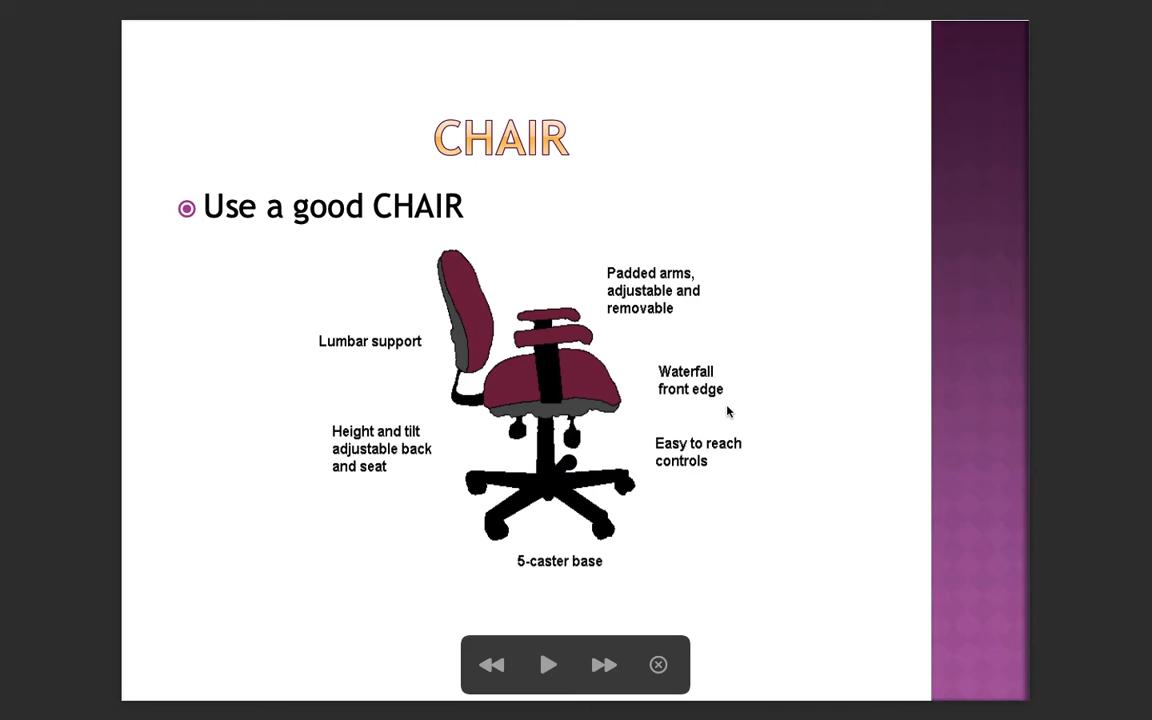 CHAIR
Use a good CHAIR
Padded arms,
adjustable and
removable
Lumbar support
Waterfall
front edge
Height and tilt
adjustable back
and seat
Easy to reach
controls
5-caster base